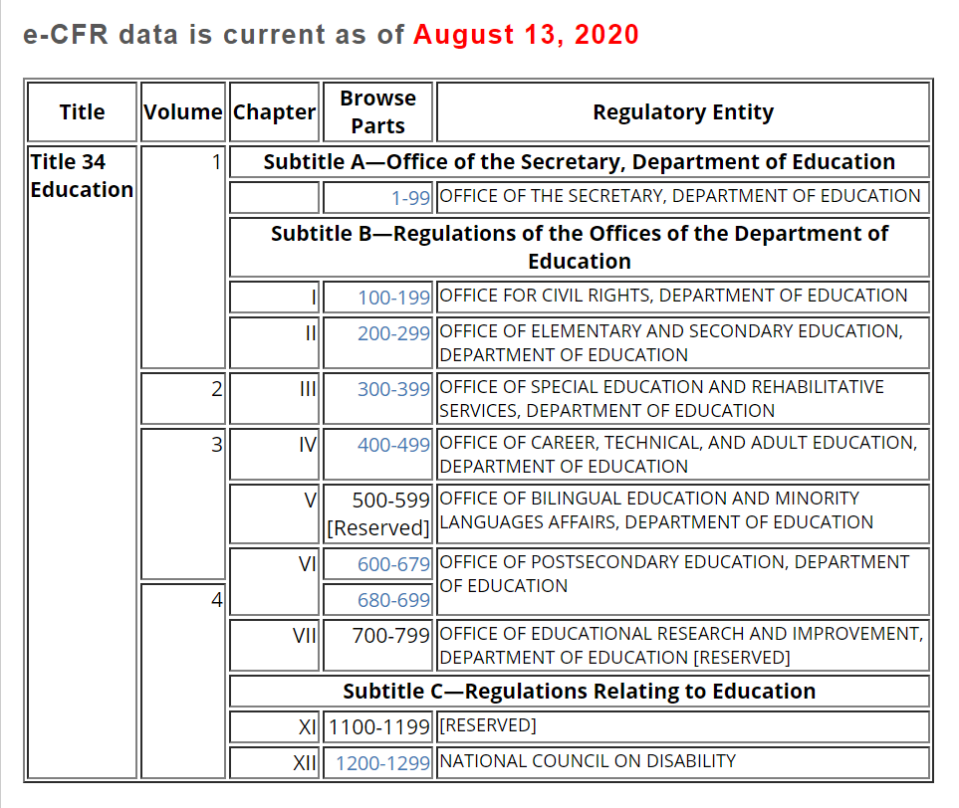 e-CFR data is current as of August 13, 2020
Title Volume Chapter Browse Parts Regulatory Entity
Title 34 Education 1 Subtitle A—Office of the Secretary, Department of Education
1-99 OFFICE OF THE SECRETARY, DEPARTMENT OF EDUCATION
Subtitle B—Regulations of the Offices of the Department of
Education
I 100-199 OFFICE FOR CIVIL RIGHTS, DEPARTMENT OF EDUCATION
II 200-299 OFFICE OF ELEMENTARY AND SECONDARY EDUCATION,
DEPARTMENT OF EDUCATION
2 III 300-399 OFFICE OF SPECIAL EDUCATION AND REHABILITATIVE
SERVICES, DEPARTMENT OF EDUCATION
3 IV 400-499 OFFICE OF CAREER, TECHNICAL, AND ADULT EDUCATION,
DEPARTMENT OF EDUCATION
V 500-599 OFFICE OF BILINGUAL EDUCATION AND MINORITY
[Reserved] LANGUAGES AFFAIRS, DEPARTMENT OF EDUCATION
VI 600-679 OFFICE OF POSTSECONDARY EDUCATION, DEPARTMENT
OF EDUCATION
4 680-699
VII 700-799 OFFICE OF EDUCATIONAL RESEARCH AND IMPROVEMENT,
DEPARTMENT OF EDUCATION [RESERVED]
Subtitle C—Regulations Relating to Education
XI 1100-1199 [RESERVED]
XII 1200-1299 NATIONAL COUNCIL ON DISABILITY